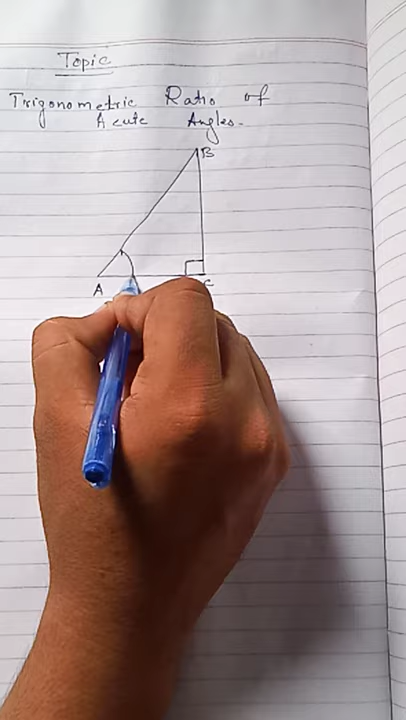 Topic
Trigonometric Ratio of
Acute Angles.
B
A
C